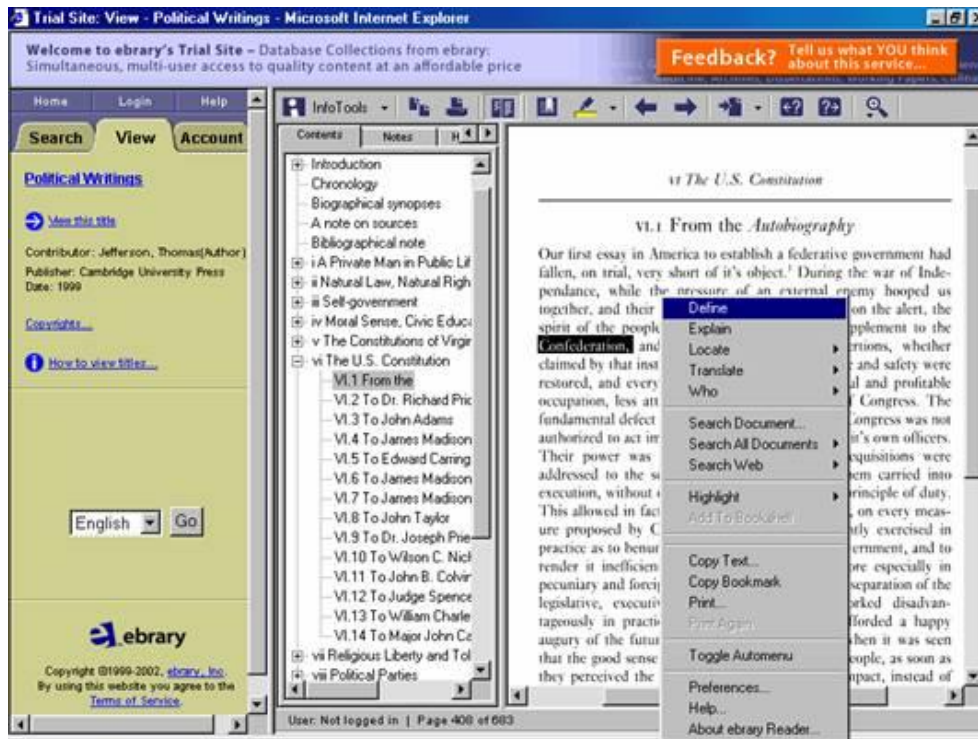 Trial Site: View - Political Writings - Microsoft Internet Explorer
Welcome to ebrary's Trial Site – Database Collections from ebrary:
Simultaneous, multi-user access to quality content at an affordable price
Feedback? Tell us what YOU think
about this service...
Home Login Help
Search View Account
Political Writings
View this title
Contributor: Jefferson, Thomas(Author)
Publisher: Cambridge University Press
Date: 1999
Copyrights...
How to view titles...
English Go
ebrary
Copyright ©1999-2002, ebrary, Inc.
By using this website you agree to the
Terms of Service.
InfoTools
Contents Notes H
Introduction
Chronology
Biographical synopses
A note on sources
Bibliographical note
i A Private Man in Public Lif
ii Natural Law, Natural Righ
iii Self-government
iv Moral Sense, Civic Educa
v The Constitutions of Virgir
vi The U.S. Constitution
VI.1 From the
VI.2 To Dr. Richard Pric
VI.3 To John Adams
VI.4 To James Madison
VI.5 To Edward Carring
VI.6 To James Madison
VI.7 To James Madison
VI.8 To John Taylor
VI.9 To Dr. Joseph Prie
VI.10 To Wilson C. Nich
VI.11 To John B. Colvir
VI.12 To Judge Spence
VI.13 To William Charle
VI.14 To Major John Ca
vii Religious Liberty and Tol
viii Political Parties
User: Not logged in | Page 408 of 683
VI The U.S. Constitution
VI.1 From the Autobiography
Our first essay in America to establish a federative government had
fallen, on trial, very short of it's object.¹ During the war of Inde-
pendance, while the pressure of an external enemy hooped us
together, and their on the alert, the
spirit of the people pplement to the
Confederation, and rtions, whether
claimed by that inst and safety were
restored, and every al and profitable
occupation, less att f Congress. The
fundamental defect Congress was not
authorized to act im it's own officers.
Their power was equisitions were
addressed to the se em carried into
execution, without rinciple of duty.
This allowed in fact , on every meas-
ure proposed by C tly exercised in
practice as to benu ernment, and to
render it inefficien ore especially in
pecuniary and foreig separation of the
legislative, executiv orked disadvan-
tageously in practi fforded a happy
augury of the futur hen it was seen
that the good sense eople, as soon as
they perceived the mpact, instead of
Define
Explain
Locate
Translate
Who
Search Document...
Search All Documents
Search Web
Highlight
Add To Bookshelf
Copy Text...
Copy Bookmark
Print...
Print Again
Toggle Automenu
Preferences...
Help...
About ebrary Reader...